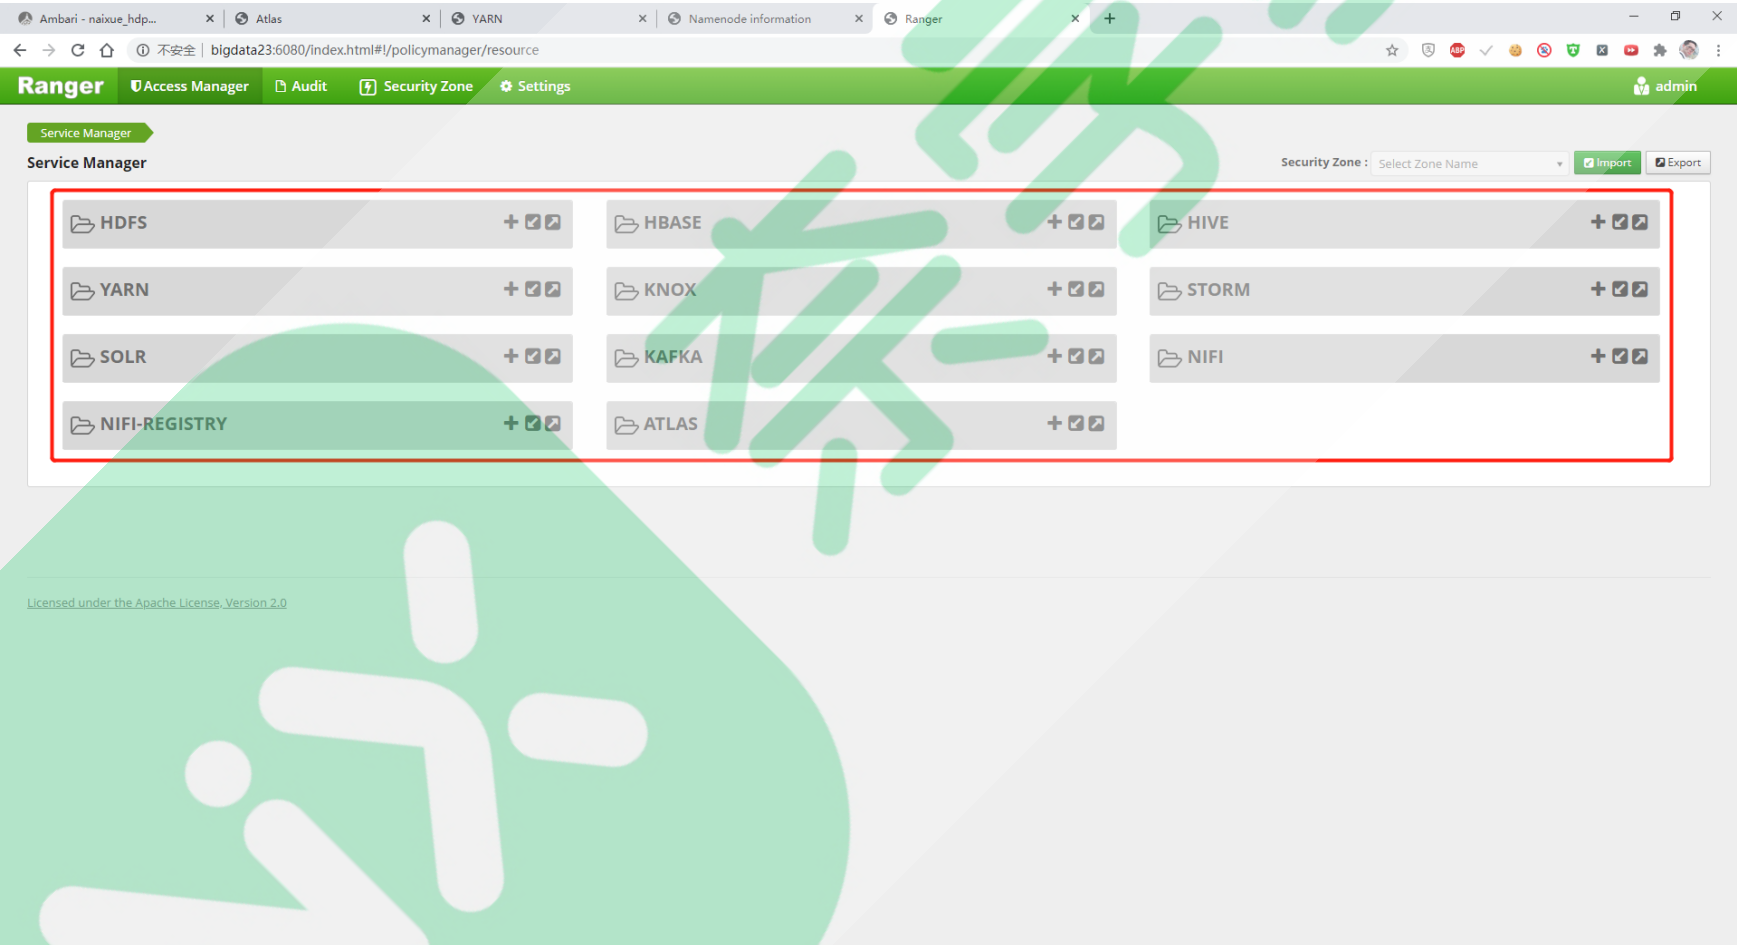 Ambari - naixue_hdp...
Atlas
YARN
Namenode information
Ranger
不安全 | bigdata23:6080/index.html#!/policymanager/resource
Ranger Access Manager Audit Security Zone Settings admin
Service Manager
Service Manager
Security Zone : Select Zone Name Import Export
HDFS HBASE HIVE
YARN KNOX STORM
SOLR KAFKA NIFI
NIFI-REGISTRY ATLAS
Licensed under the Apache License, Version 2.0